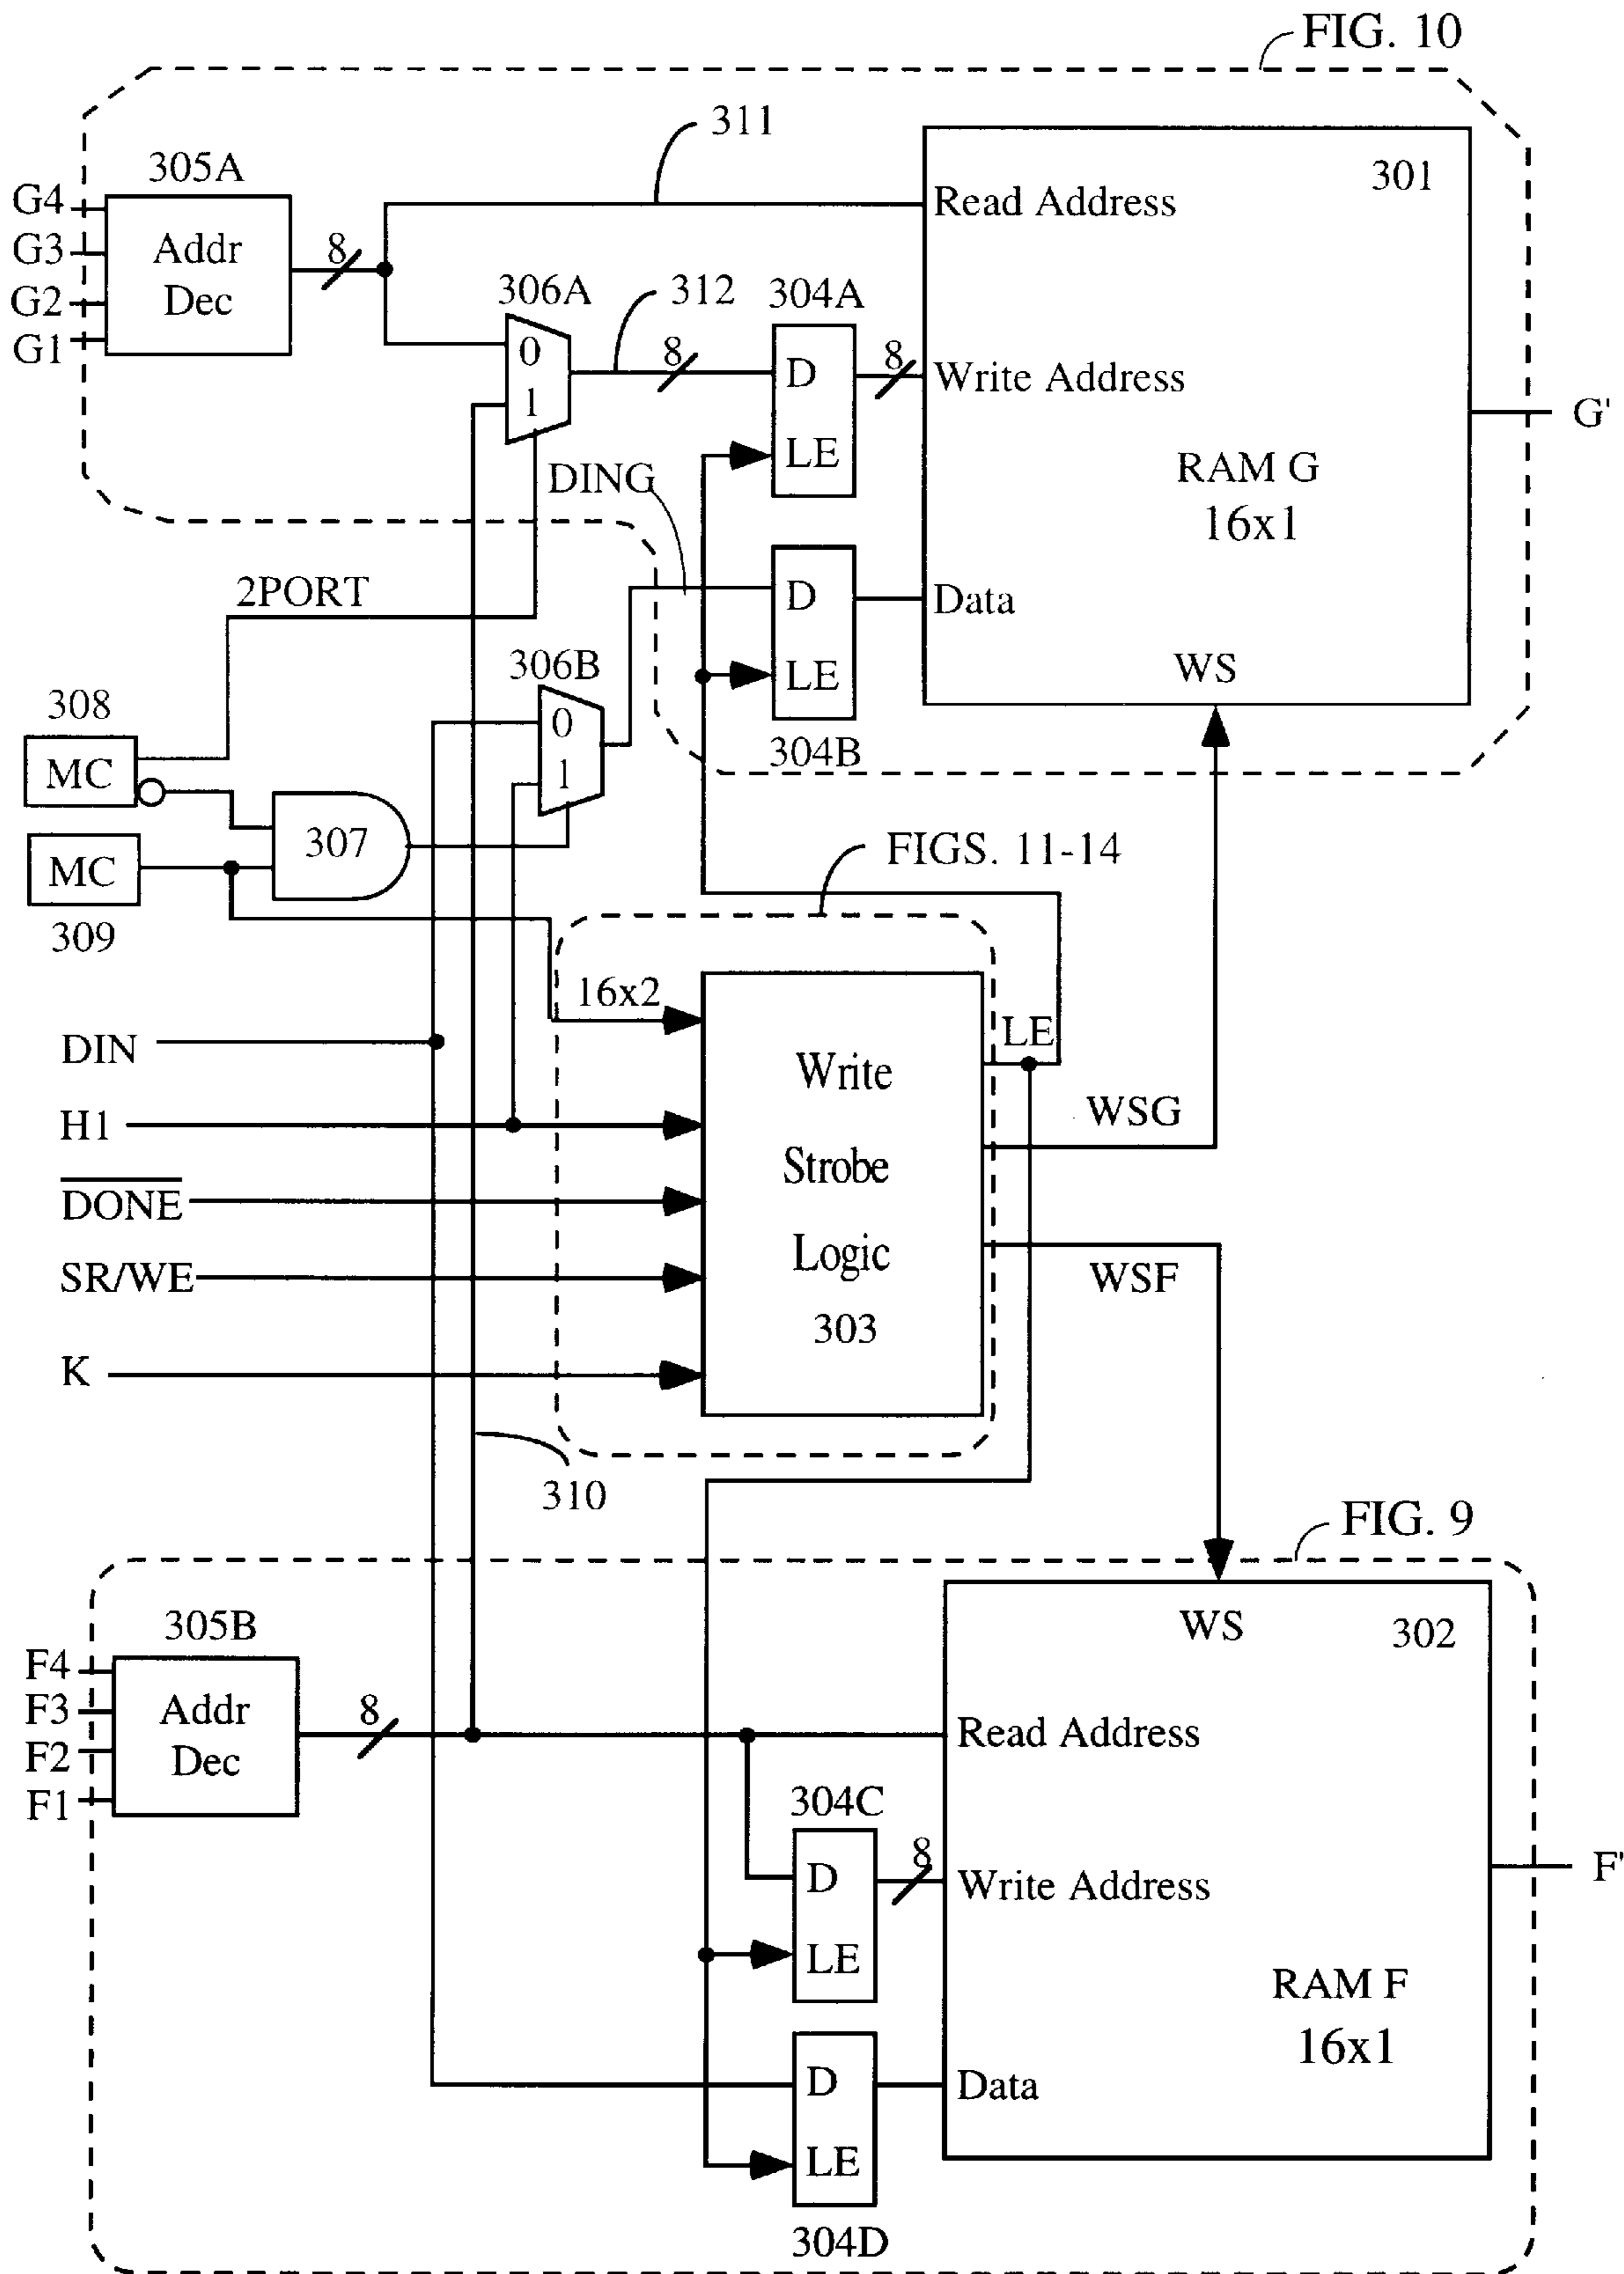 FIG. 10
311
305A
301
G4
G3
G2
G1
Addr
Dec
8
Read Address
306A
312
304A
0
1
8
D
LE
8
Write Address
G'
RAM G
16x1
DING
2PORT
D
LE
Data
306B
WS
304B
308
MC
0
1
307
MC
309
FIGS. 11-14
16x2
DIN
LE
Write
Strobe
Logic
303
H1
WSG
DONE
SR/WE
WSF
K
310
FIG. 9
305B
WS
302
F4
F3
F2
F1
Addr
Dec
8
Read Address
304C
D
LE
8
Write Address
F'
RAM F
16x1
D
LE
Data
304D